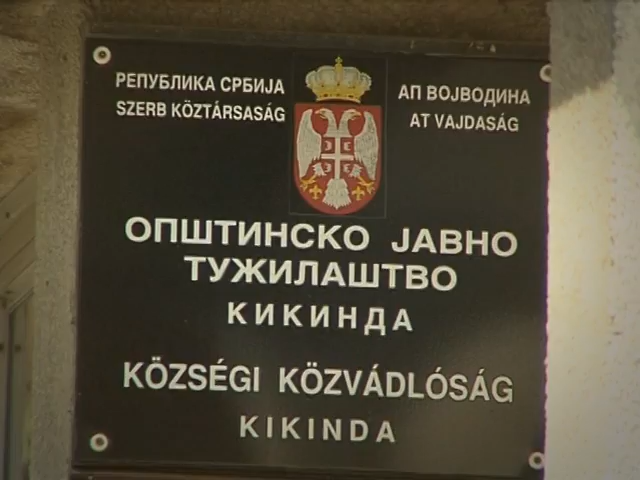 РЕПУБЛИКА СРБИЈА
SZERB KÖZTÁRSASÁG
АП ВОЈВОДИНА
AT VAJDASÁG
ОПШТИНСКО ЈАВНО
ТУЖИЛАШТВО
КИКИНДА
KÖZSÉGI KÖZVÁDLÓSÁG
KIKINDA